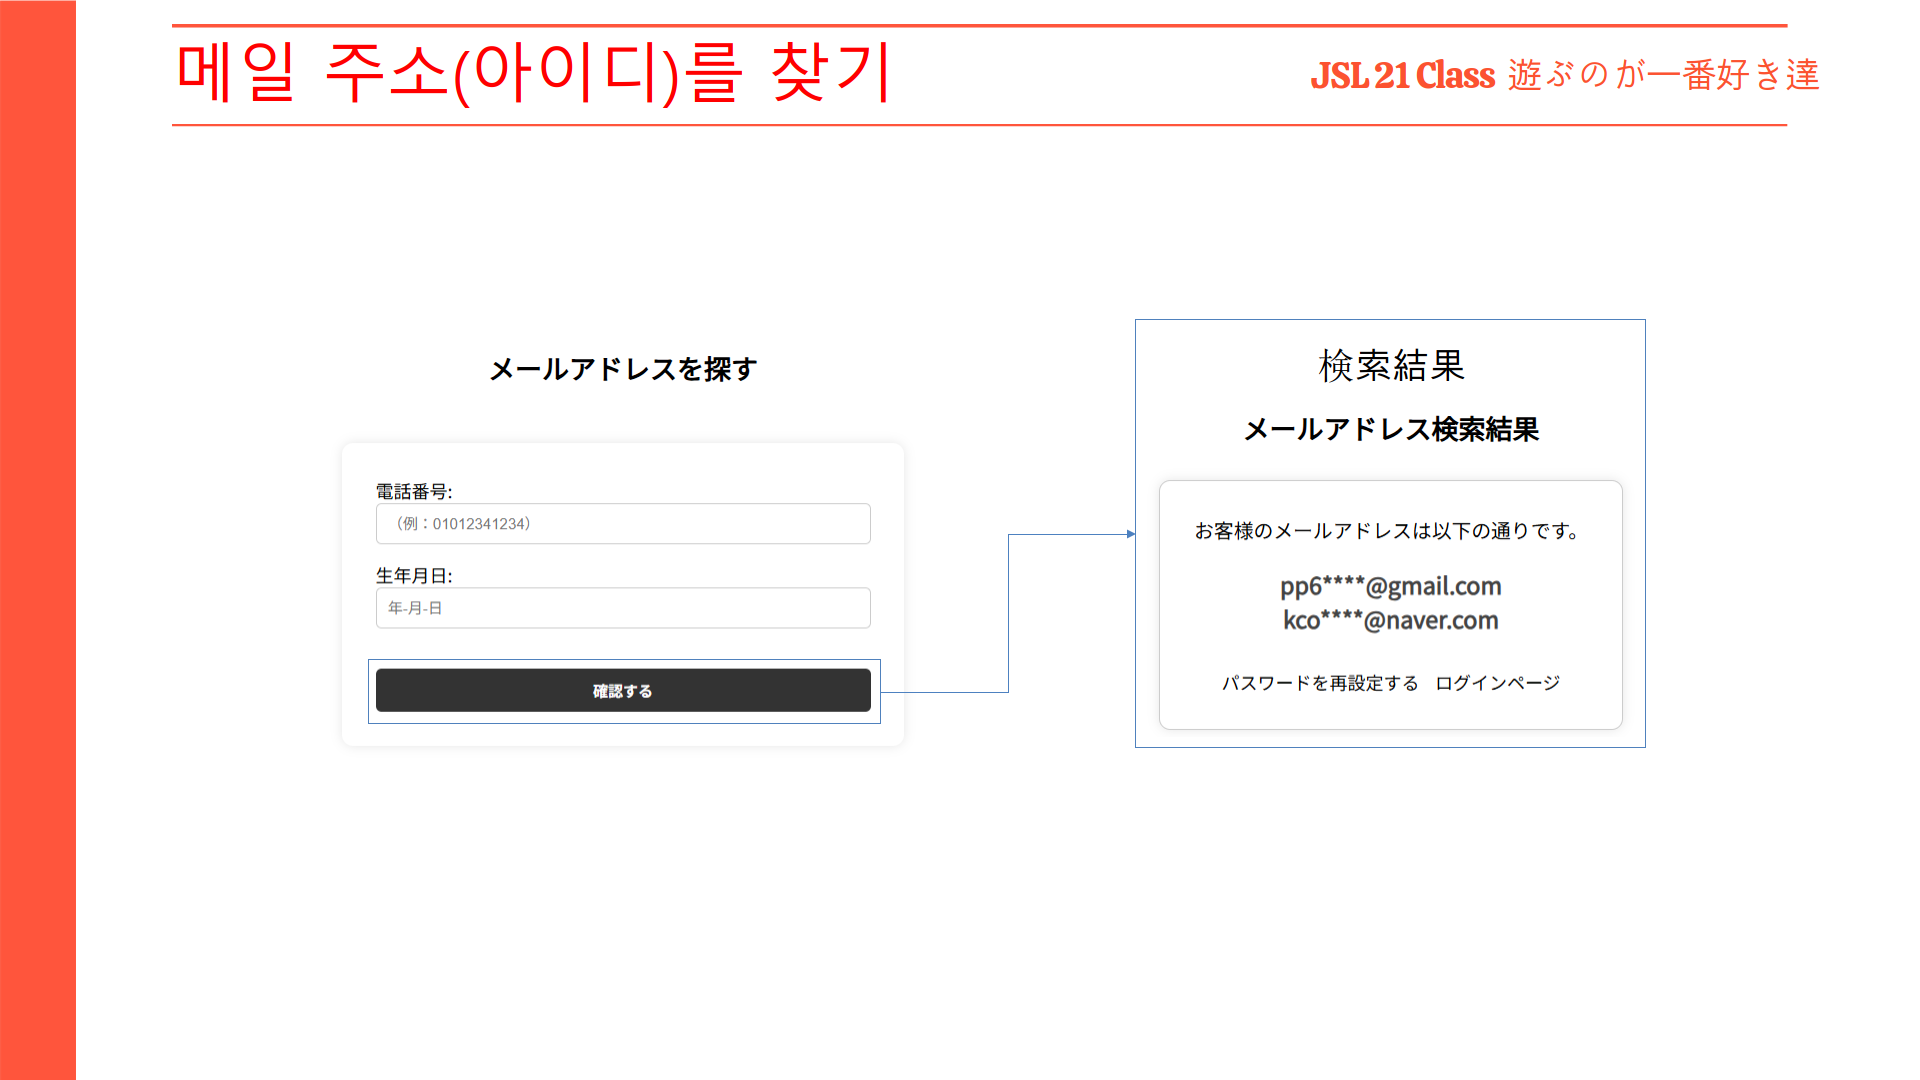 메일 주소(아이디)를 찾기
JSL 21 Class 遊ぶのが一番好き達
メールアドレスを探す
電話番号:
（例：01012341234）
生年月日:
年-月-日
確認する
検索結果
メールアドレス検索結果
お客様のメールアドレスは以下の通りです。
pp6****@gmail.com
kco****@naver.com
パスワードを再設定する ログインページ